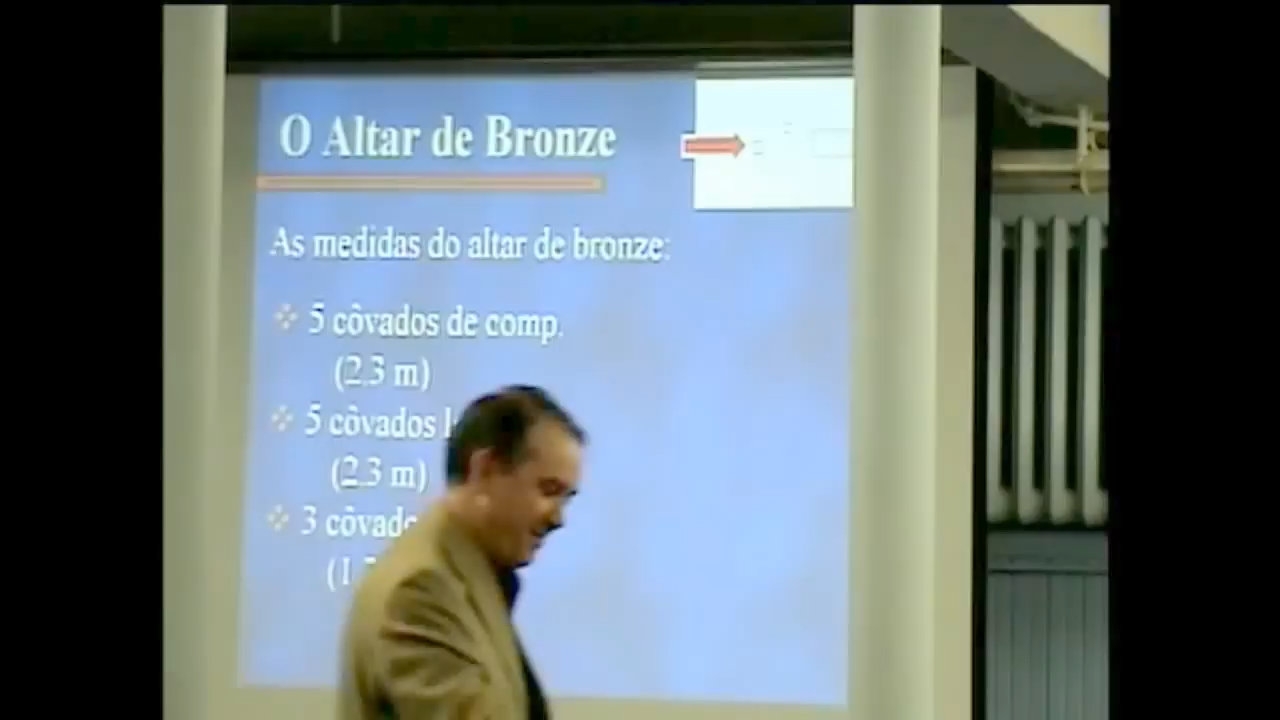 O Altar de Bronze
As medidas do altar de bronze:
5 côvados de comp.
(2.3 m)
5 côvados
(2.3 m)
3